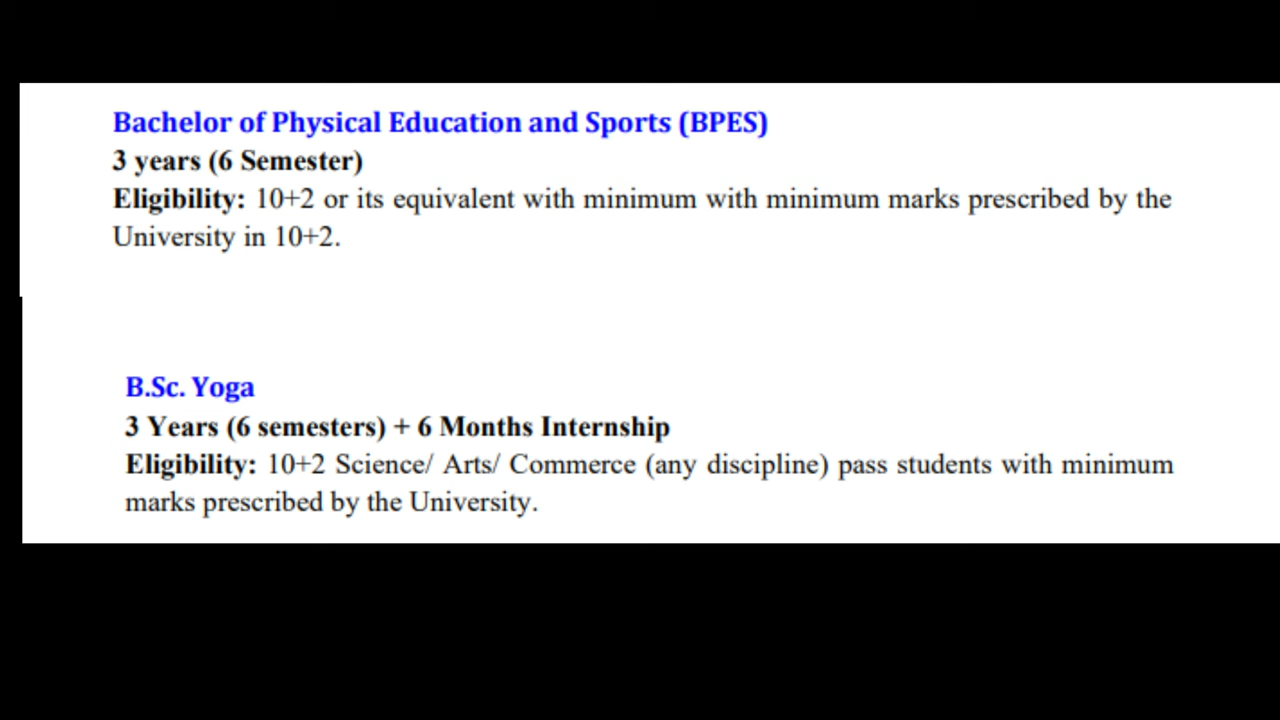 Bachelor of Physical Education and Sports (BPES)
3 years (6 Semester)
Eligibility: 10+2 or its equivalent with minimum with minimum marks prescribed by the
University in 10+2.
B.Sc. Yoga
3 Years (6 semesters) + 6 Months Internship
Eligibility: 10+2 Science/ Arts/ Commerce (any discipline) pass students with minimum
marks prescribed by the University.